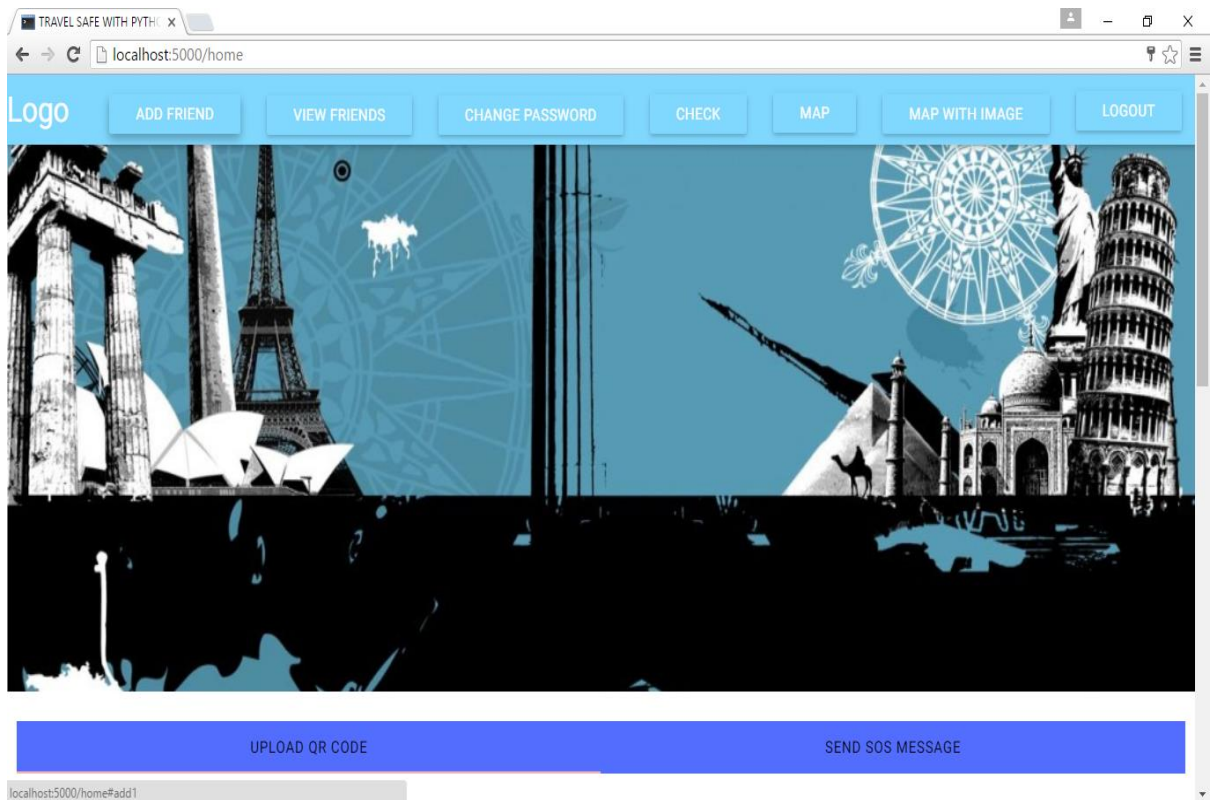 TRAVEL SAFE WITH PYTH
localhost:5000/home
Logo
ADD FRIEND
VIEW FRIENDS
CHANGE PASSWORD
CHECK
MAP
MAP WITH IMAGE
LOGOUT
UPLOAD QR CODE
SEND SOS MESSAGE
localhost:5000/home#add1